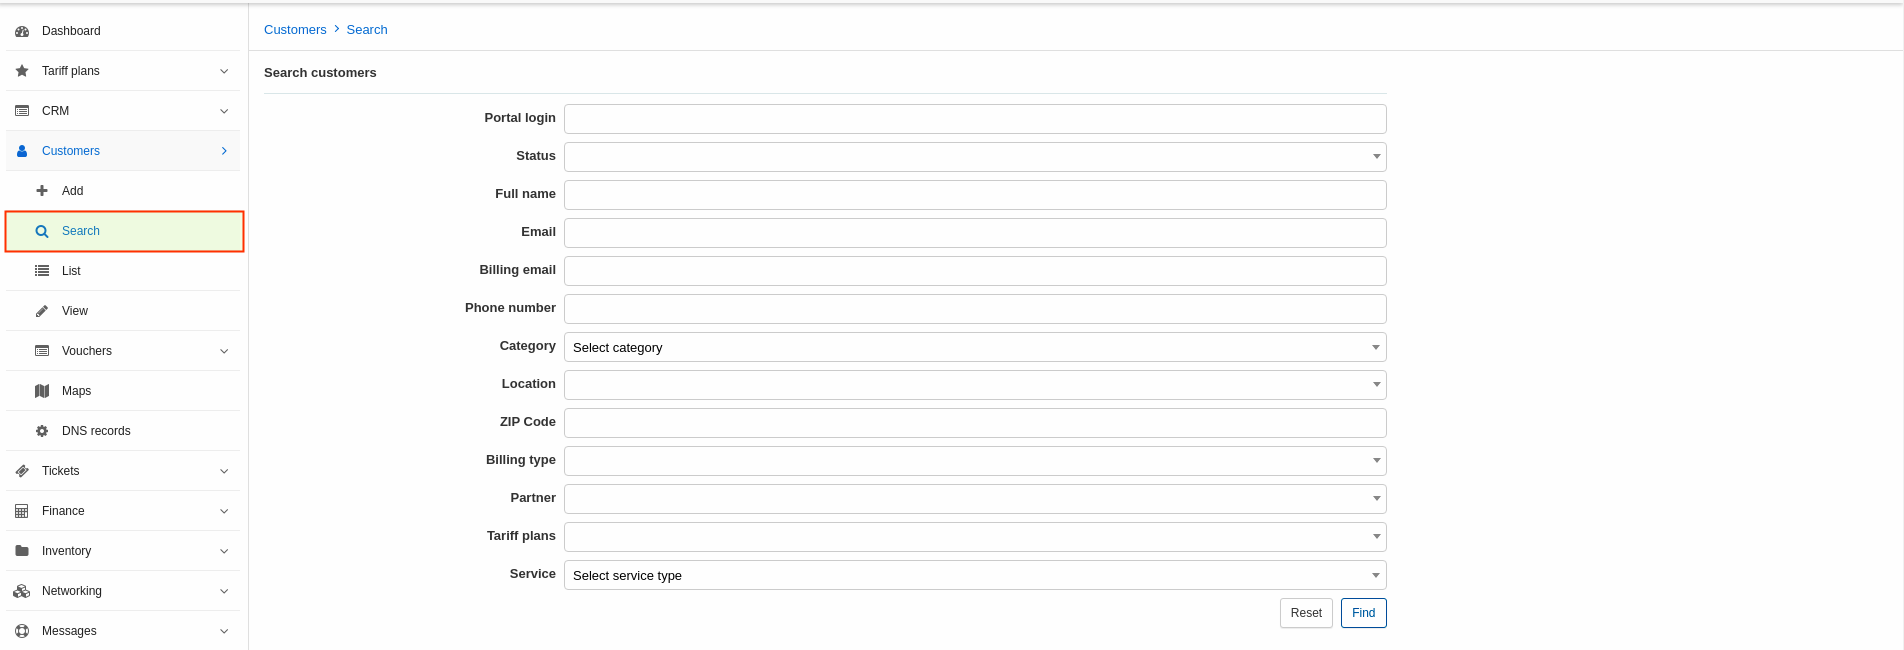 Dashboard
Tariff plans
CRM
Customers
Add
Search
List
View
Vouchers
Maps
DNS records
Tickets
Finance
Inventory
Networking
Messages
Customers > Search
Search customers
Portal login
Status
Full name
Email
Billing email
Phone number
Category Select category
Location
ZIP Code
Billing type
Partner
Tariff plans
Service Select service type
Reset Find